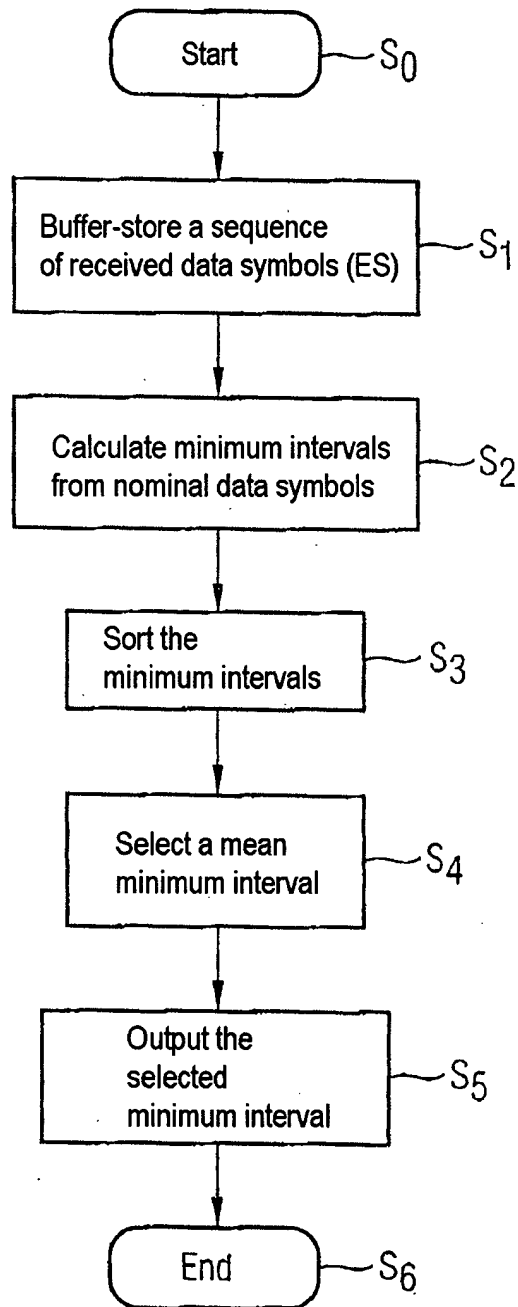 Start
S0
Buffer-store a sequence
of received data symbols (ES)
S1
Calculate minimum intervals
from nominal data symbols
S2
Sort the
minimum intervals
S3
Select a mean
minimum interval
S4
Output the
selected
minimum interval
S5
End
S6